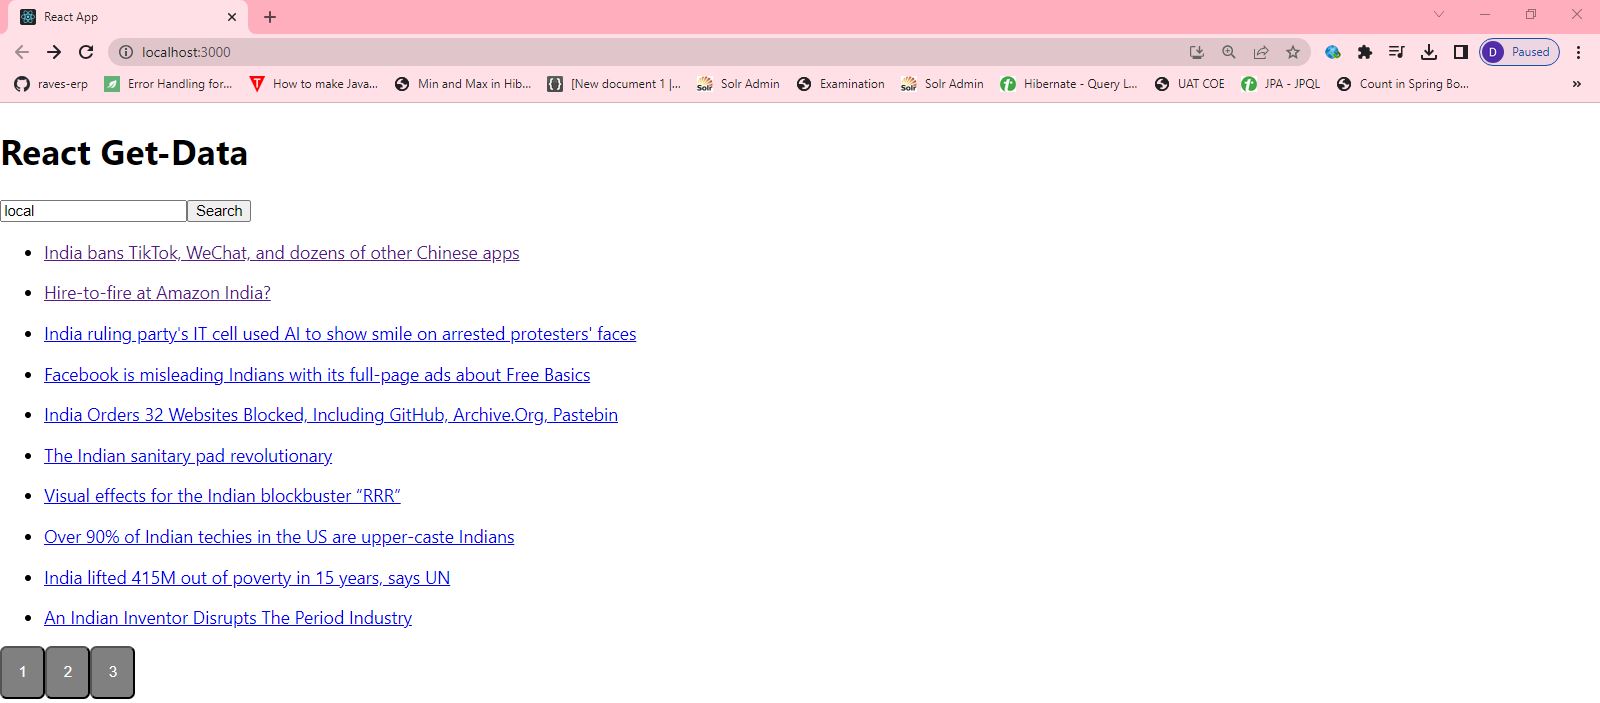 React App
localhost:3000
Paused
raves-erp Error Handling for... How to make Java... Min and Max in Hib... [New document 1 |... Solr Admin Examination Solr Admin Hibernate - Query L... UAT COE JPA - JPQL Count in Spring Bo... »
React Get-Data
local Search
India bans TikTok, WeChat, and dozens of other Chinese apps
Hire-to-fire at Amazon India?
India ruling party's IT cell used AI to show smile on arrested protesters' faces
Facebook is misleading Indians with its full-page ads about Free Basics
India Orders 32 Websites Blocked, Including GitHub, Archive.Org, Pastebin
The Indian sanitary pad revolutionary
Visual effects for the Indian blockbuster “RRR”
Over 90% of Indian techies in the US are upper-caste Indians
India lifted 415M out of poverty in 15 years, says UN
An Indian Inventor Disrupts The Period Industry
1 2 3